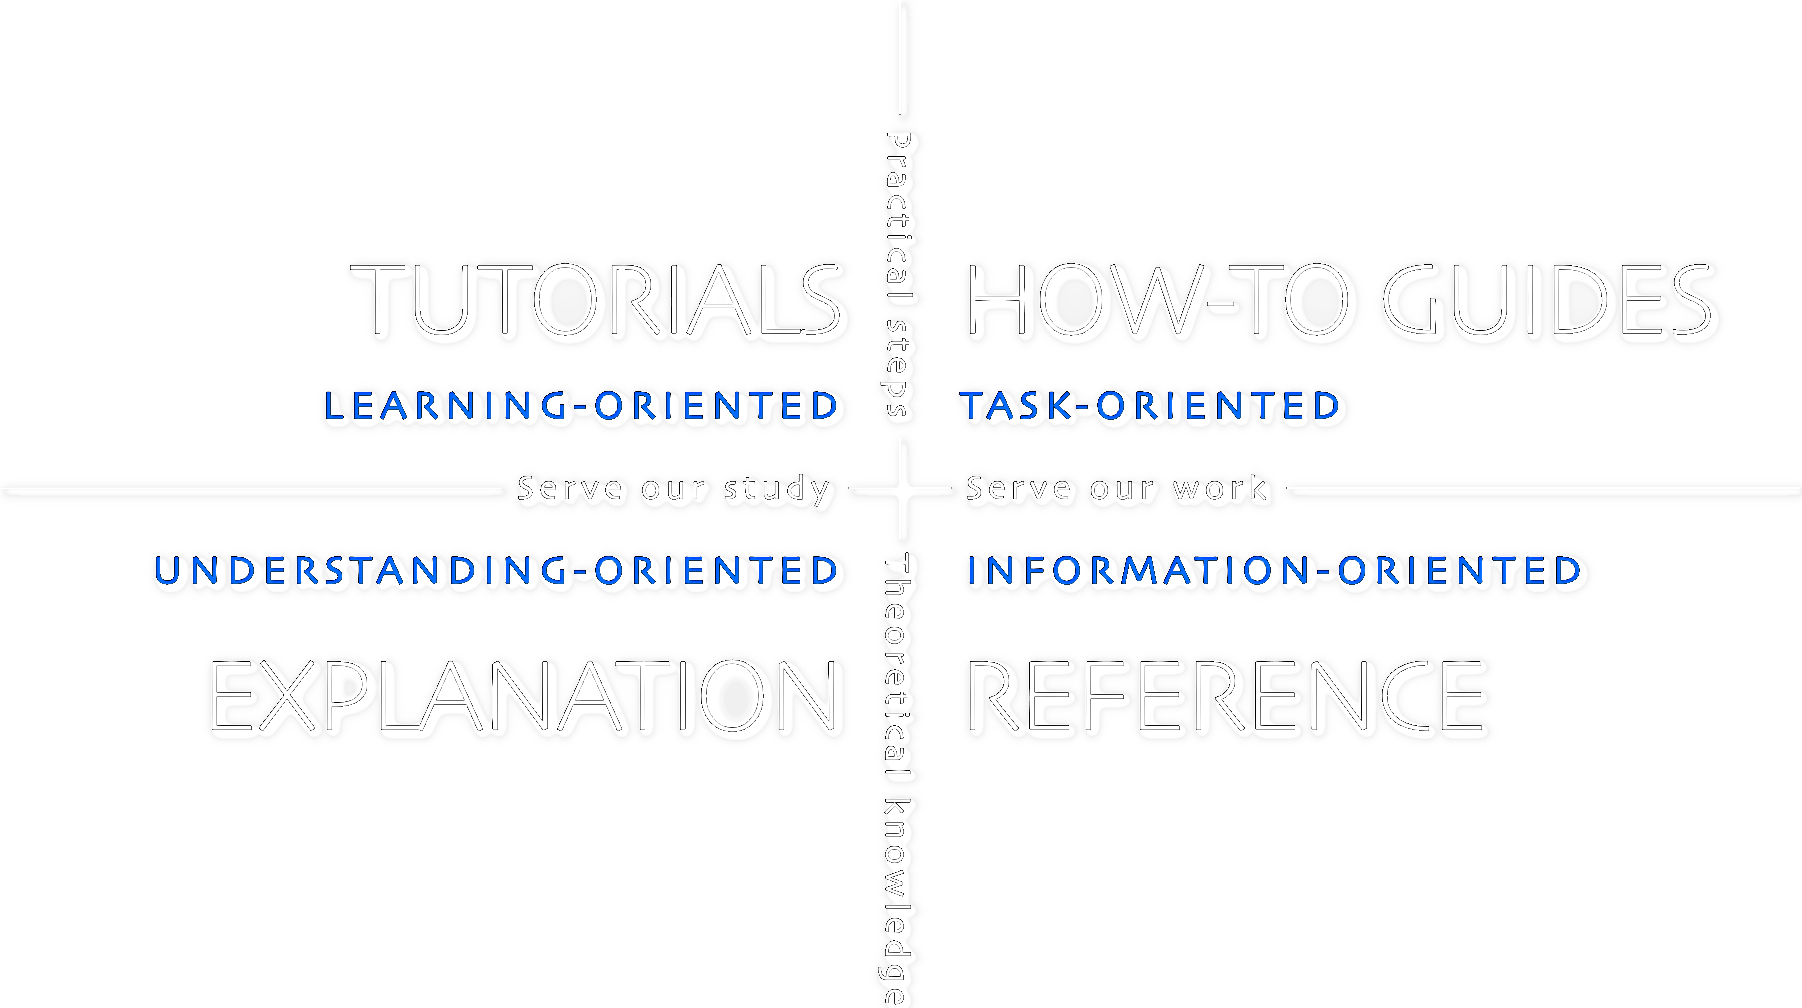 Practical steps
TUTORIALS
HOW-TO GUIDES
LEARNING-ORIENTED
TASK-ORIENTED
Serve our study
Serve our work
UNDERSTANDING-ORIENTED
INFORMATION-ORIENTED
EXPLANATION
REFERENCE
Theoretical knowledge